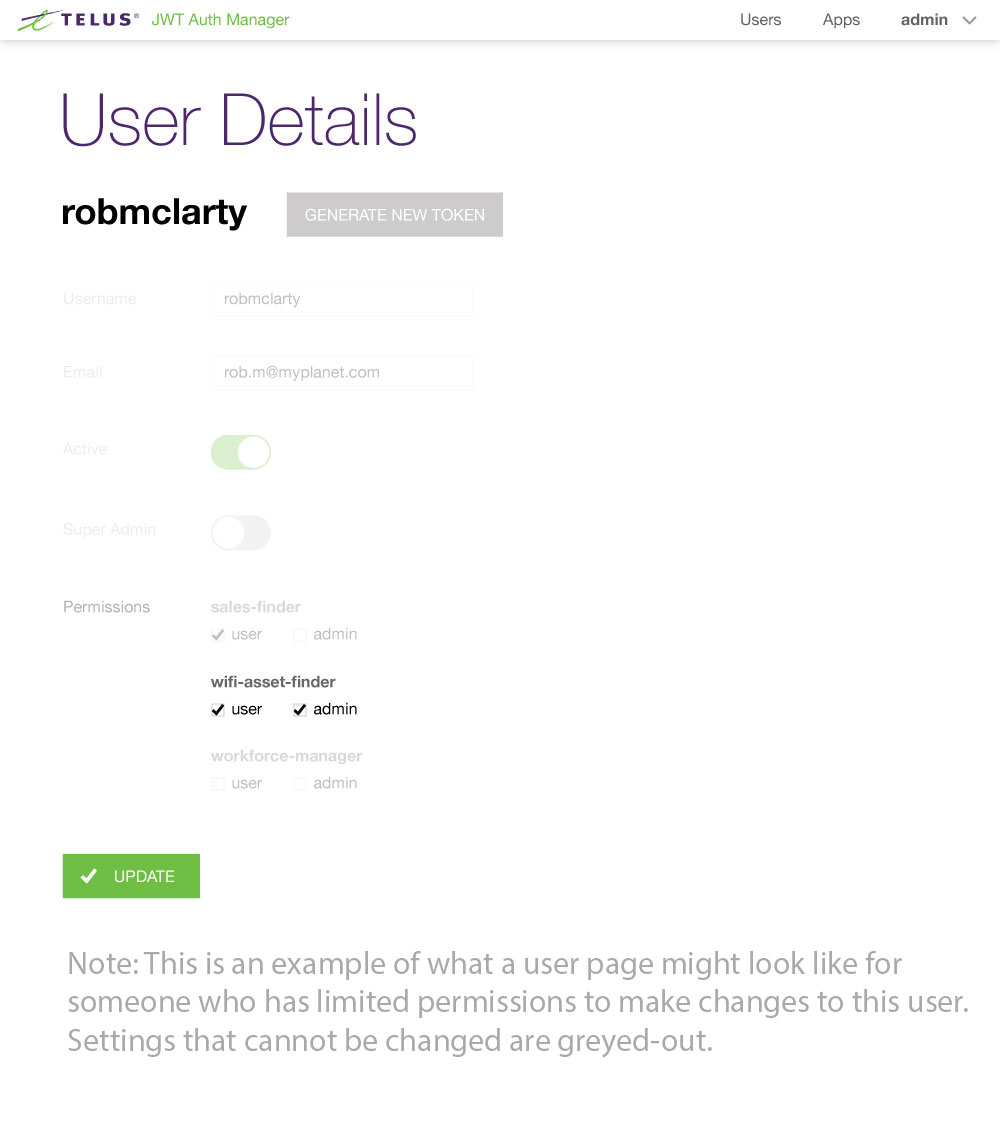 TELUS® JWT Auth Manager Users Apps admin
User Details
robmclarty GENERATE NEW TOKEN
Username robmclarty
Email rob.m@myplanet.com
Active
Super Admin
Permissions sales-finder
user admin
wifi-asset-finder
user admin
workforce-manager
user admin
UPDATE
Note: This is an example of what a user page might look like for
someone who has limited permissions to make changes to this user.
Settings that cannot be changed are greyed-out.